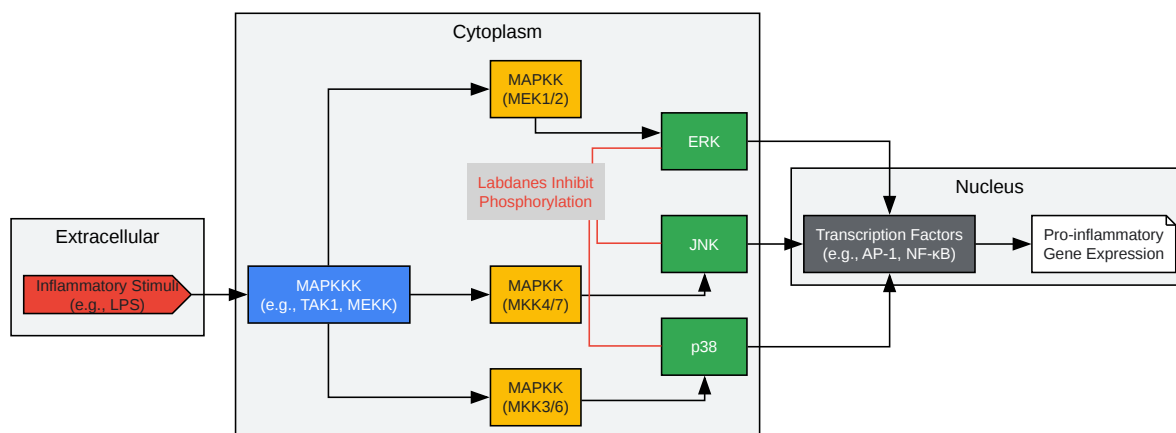 Cytoplasm
MAPKK
(MEK1/2)
ERK
Labdanes Inhibit
Phosphorylation
Nucleus
Extracellular
JNK
Transcription Factors
(e.g., AP-1, NF-κB)
Pro-inflammatory
Gene Expression
Inflammatory Stimuli
(e.g., LPS)
MAPKKK
(e.g., TAK1, MEKK)
MAPKK
(MKK4/7)
p38
MAPKK
(MKK3/6)